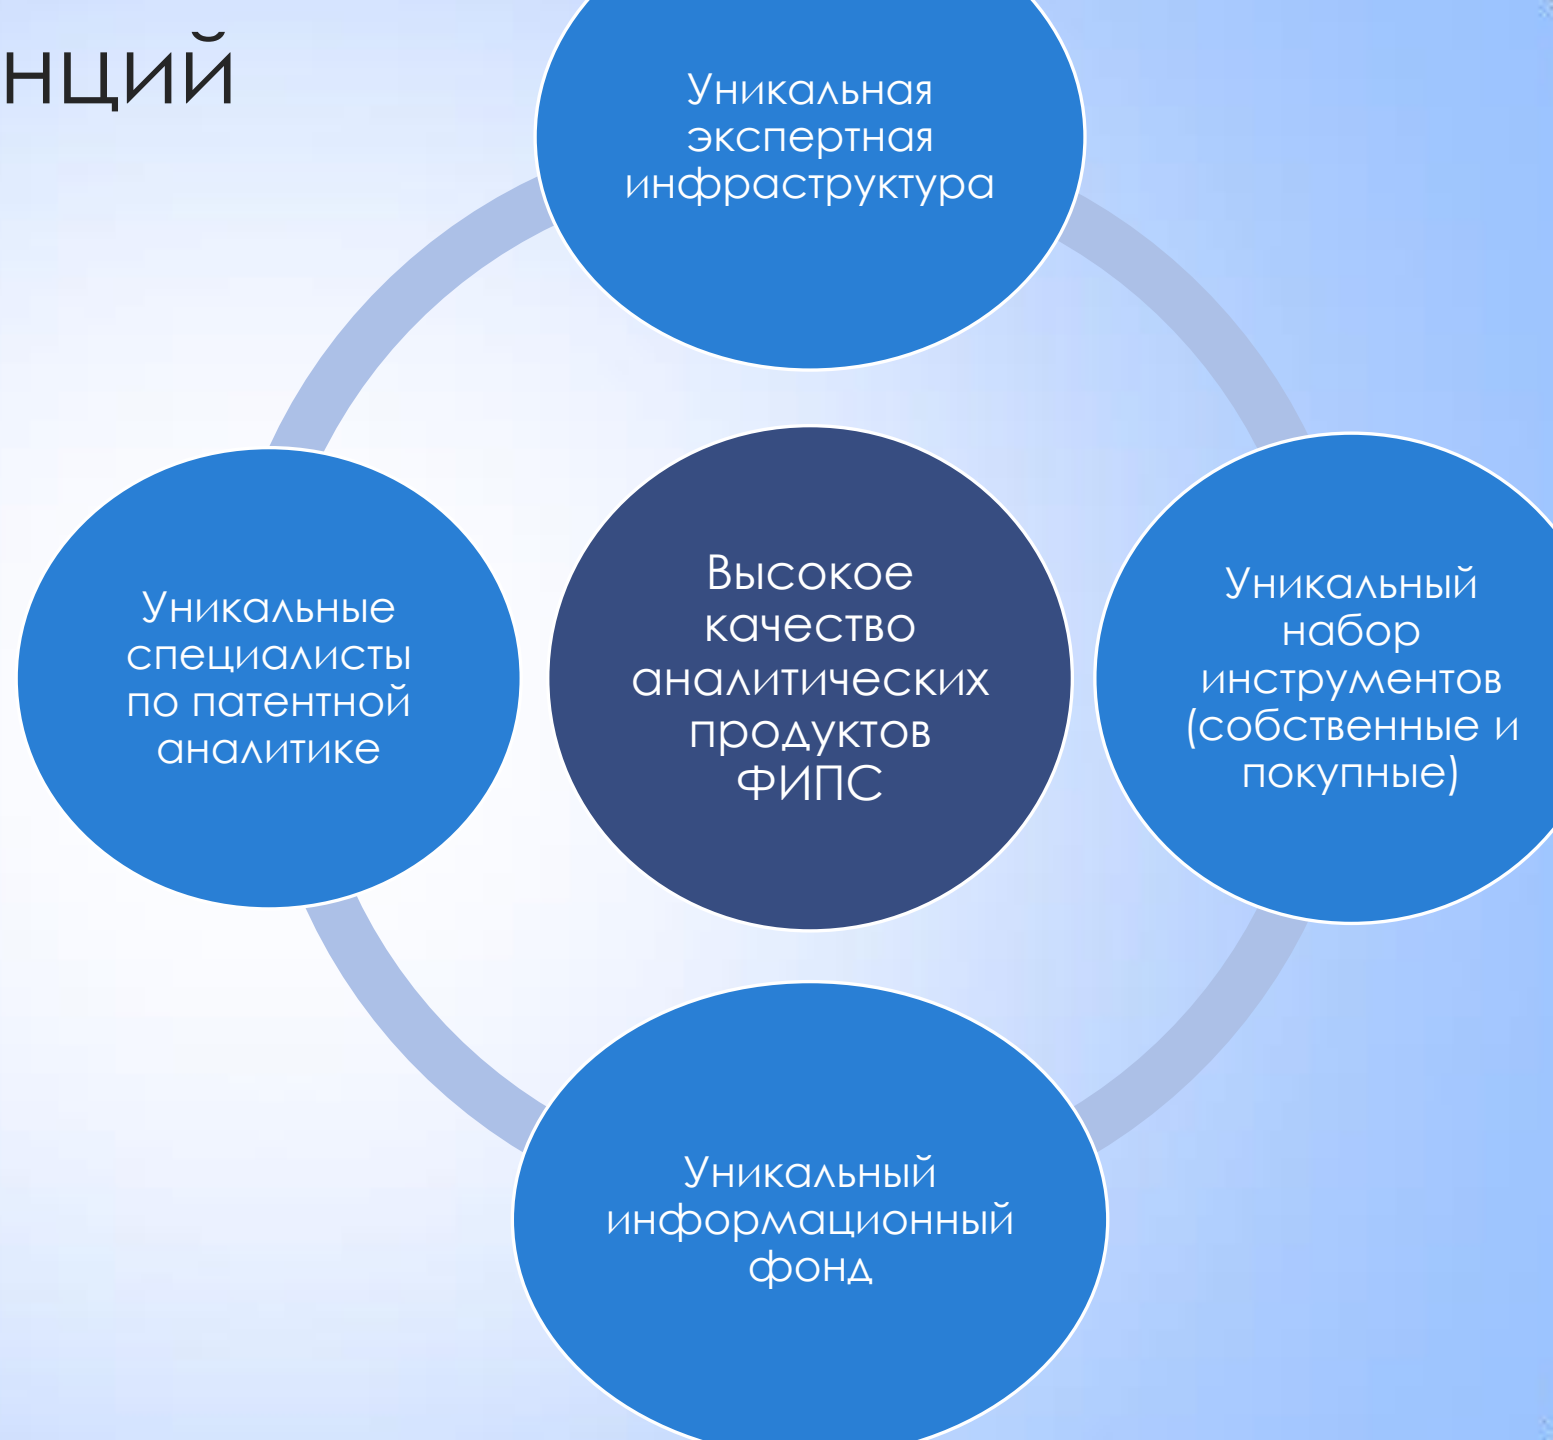 нций
Уникальная
экспертная
инфраструктура
Уникальные
специалисты
по патентной
аналитике
Высокое
качество
аналитических
продуктов
ФИПС
Уникальный
набор
инструментов
(собственные и
покупные)
Уникальный
информационный
фонд